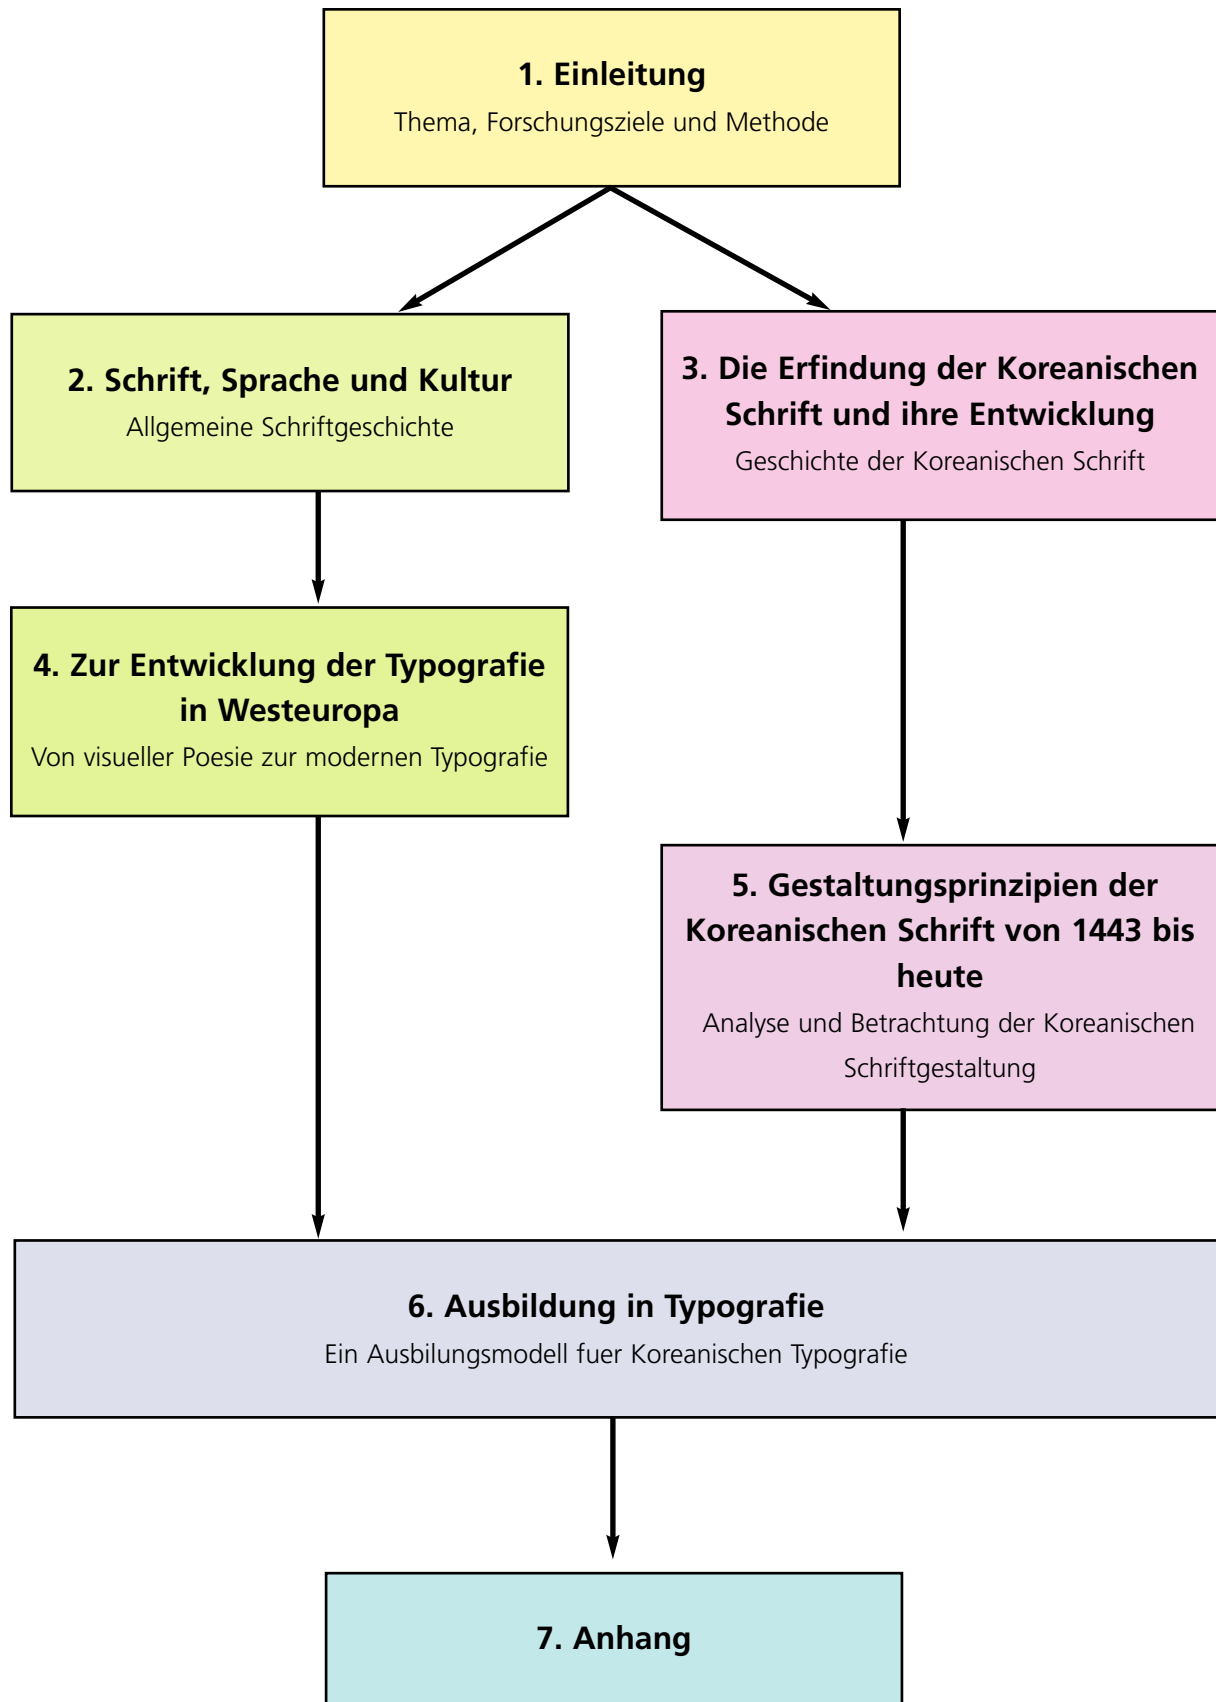 1. Einleitung
Thema, Forschungsziele und Methode
2. Schrift, Sprache und Kultur
Allgemeine Schriftgeschichte
3. Die Erfindung der Koreanischen
Schrift und ihre Entwicklung
Geschichte der Koreanischen Schrift
4. Zur Entwicklung der Typografie
in Westeuropa
Von visueller Poesie zur modernen Typografie
5. Gestaltungsprinzipien der
Koreanischen Schrift von 1443 bis
heute
Analyse und Betrachtung der Koreanischen
Schriftgestaltung
6. Ausbildung in Typografie
Ein Ausbilungsmodell fuer Koreanischen Typografie
7. Anhang